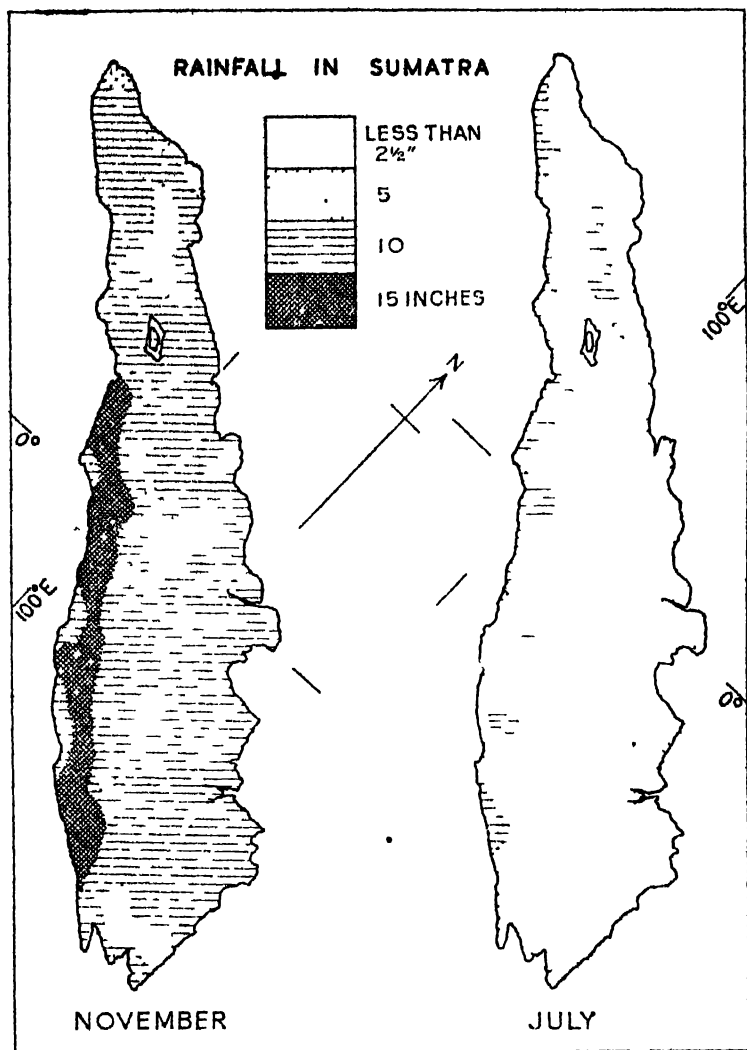 RAINFALL IN SUMATRA
LESS THAN
2½"
5
10
15 INCHES
N
100°E
0°
100°E
0°
NOVEMBER
JULY